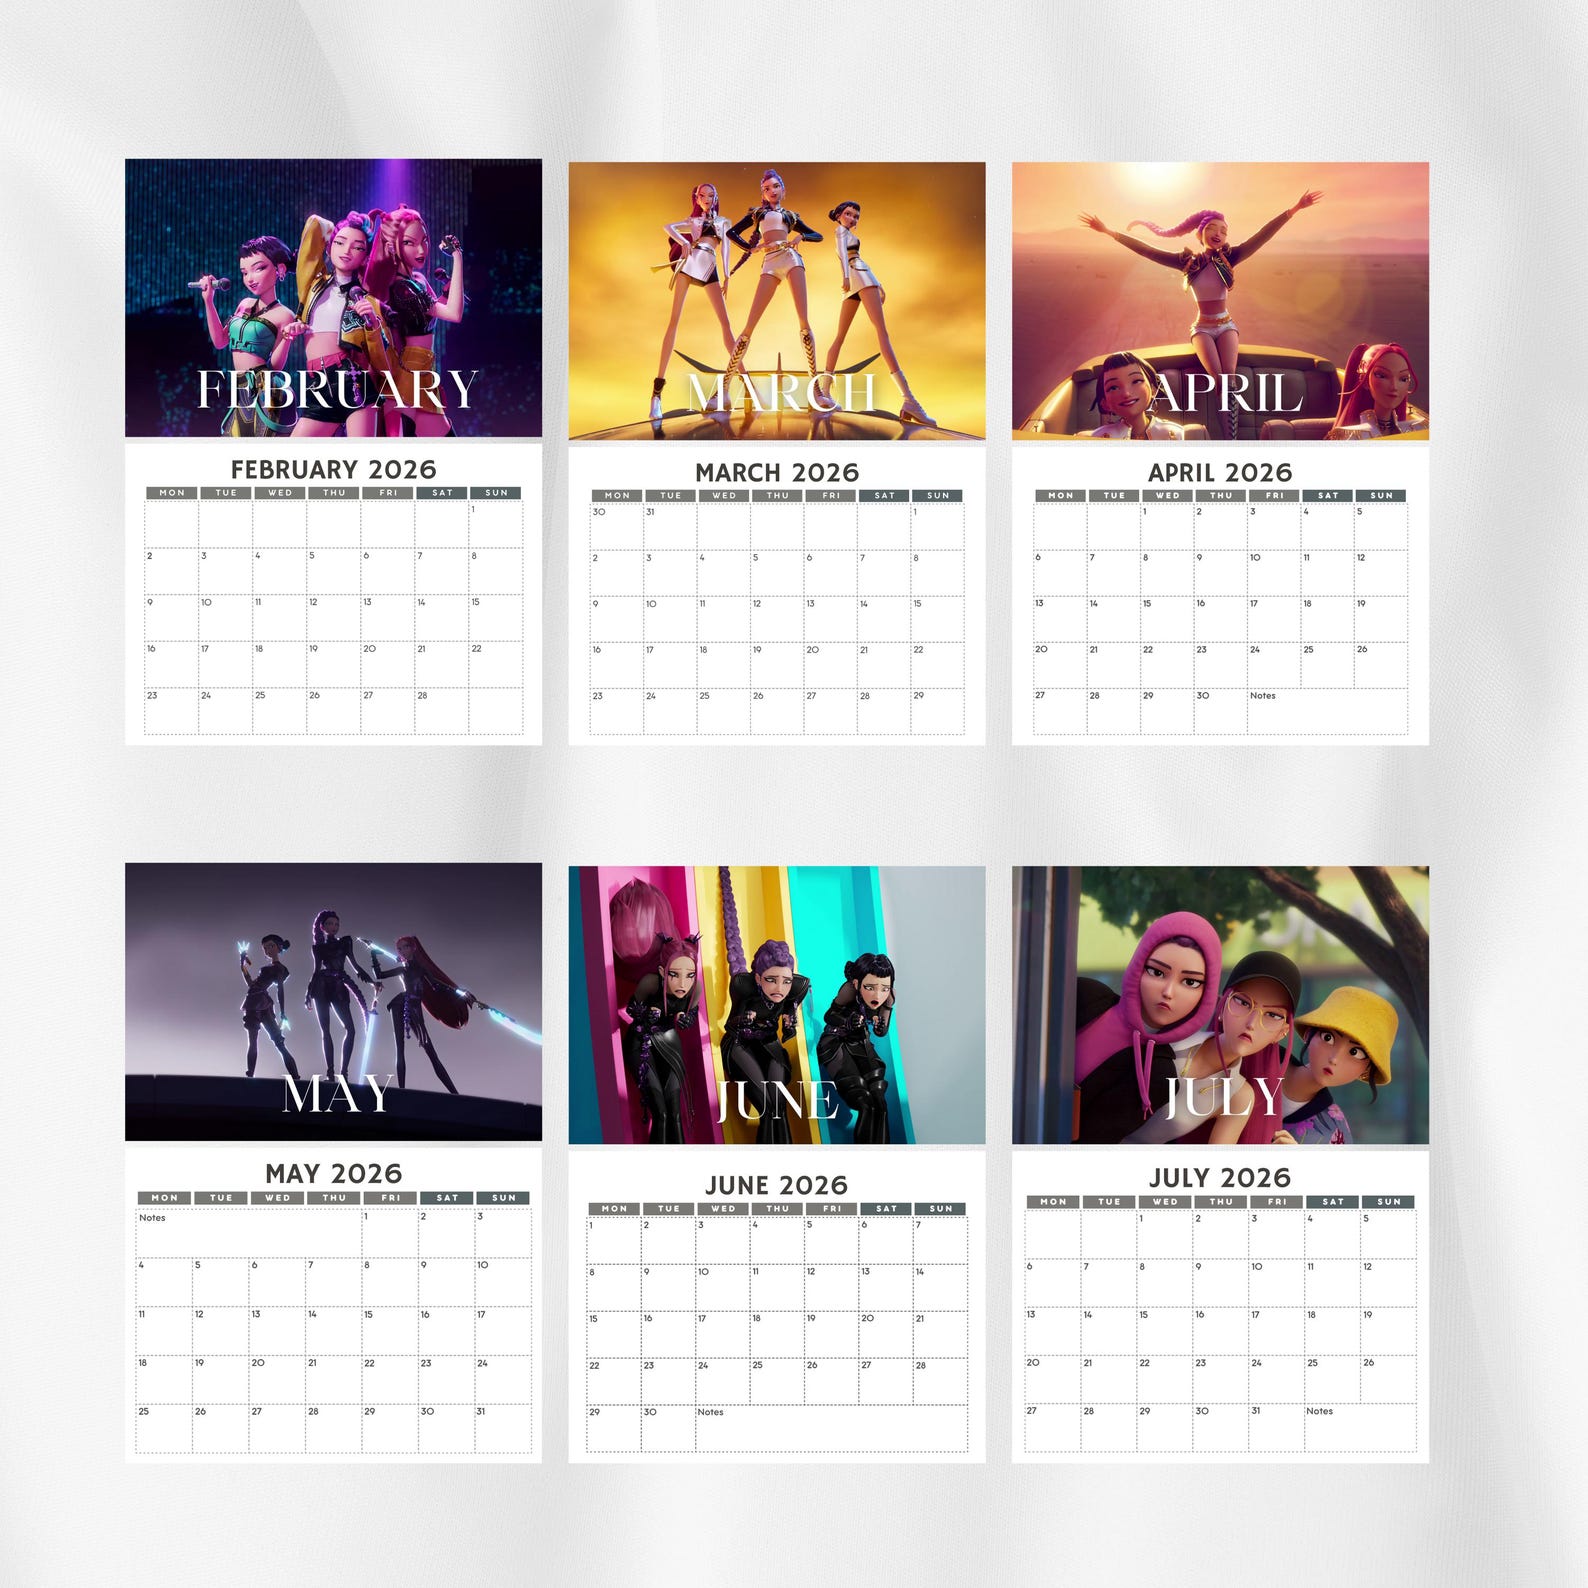 FEBRUARY
FEBRUARY 2026
MON TUE WED THU FRI SAT SUN
1
2 3 4 5 6 7 8
9 10 11 12 13 14 15
16 17 18 19 20 21 22
23 24 25 26 27 28
MARCH
MARCH 2026
MON TUE WED THU FRI SAT SUN
30 31 1
2 3 4 5 6 7 8
9 10 11 12 13 14 15
16 17 18 19 20 21 22
23 24 25 26 27 28 29
APRIL
APRIL 2026
MON TUE WED THU FRI SAT SUN
1 2 3 4 5
6 7 8 9 10 11 12
13 14 15 16 17 18 19
20 21 22 23 24 25 26
27 28 29 30 Notes
MAY
MAY 2026
MON TUE WED THU FRI SAT SUN
Notes 1 2 3
4 5 6 7 8 9 10
11 12 13 14 15 16 17
18 19 20 21 22 23 24
25 26 27 28 29 30 31
JUNE
JUNE 2026
MON TUE WED THU FRI SAT SUN
1 2 3 4 5 6 7
8 9 10 11 12 13 14
15 16 17 18 19 20 21
22 23 24 25 26 27 28
29 30 Notes
JULY
JULY 2026
MON TUE WED THU FRI SAT SUN
1 2 3 4 5
6 7 8 9 10 11 12
13 14 15 16 17 18 19
20 21 22 23 24 25 26
27 28 29 30 31 Notes